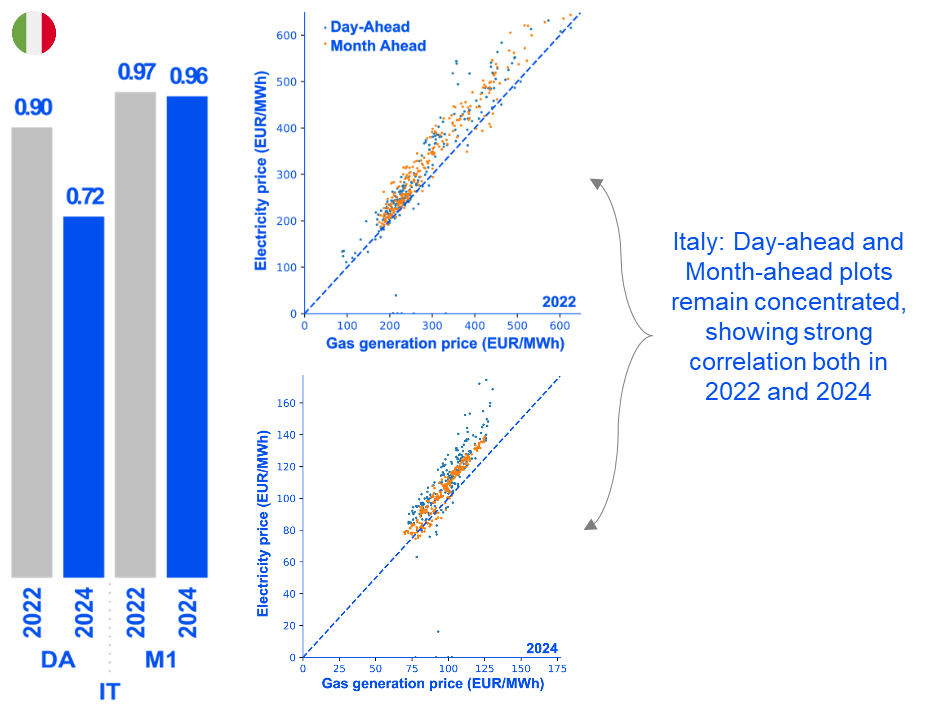 0.90
0.72
0.97
0.96
2022
2024
2022
2024
DA
M1
IT
Day-Ahead
Month Ahead
Electricity price (EUR/MWh)
600
500
400
300
200
100
0
0 100 200 300 400 500 600
2022
Gas generation price (EUR/MWh)
Electricity price (EUR/MWh)
160
140
120
100
80
60
40
20
0
0 25 50 75 100 125 150 175
2024
Gas generation price (EUR/MWh)
Italy: Day-ahead and
Month-ahead plots
remain concentrated,
showing strong
correlation both in
2022 and 2024